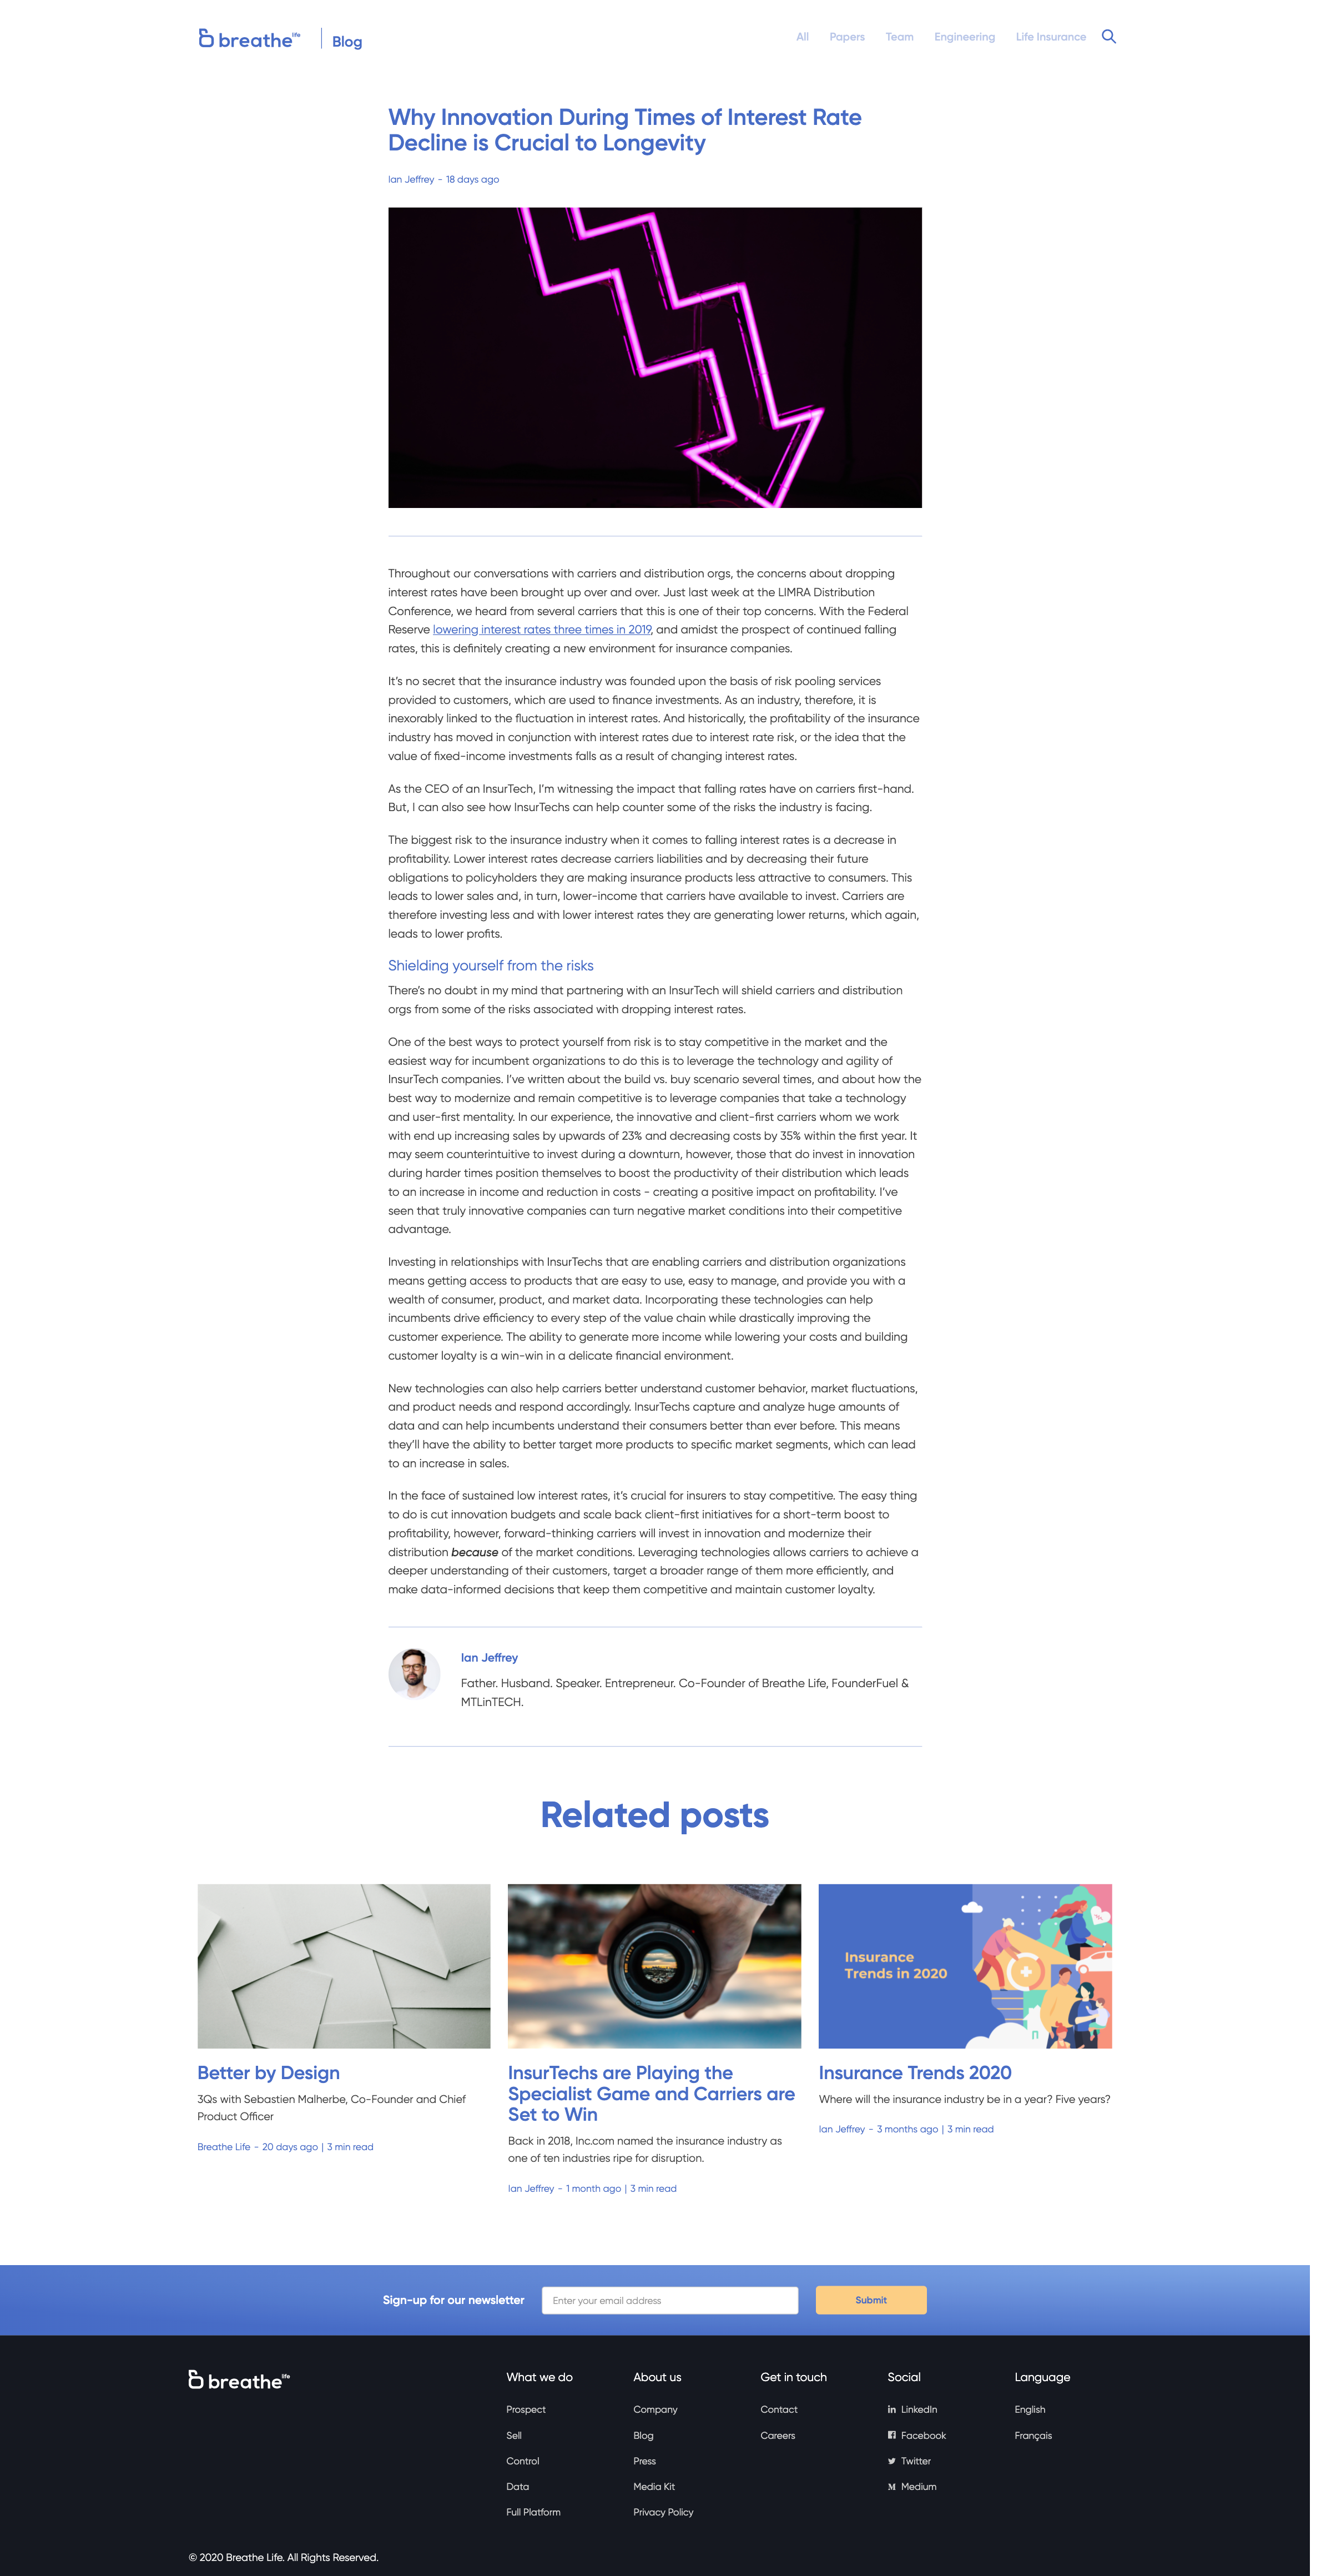 breathe life
Blog
All
Papers
Team
Engineering
Life Insurance
Why Innovation During Times of Interest Rate
Decline is Crucial to Longevity
Ian Jeffrey - 18 days ago
Throughout our conversations with carriers and distribution orgs, the concerns about dropping
interest rates have been brought up over and over. Just last week at the LIMRA Distribution
Conference, we heard from several carriers that this is one of their top concerns. With the Federal
Reserve lowering interest rates three times in 2019, and amidst the prospect of continued falling
rates, this is definitely creating a new environment for insurance companies.
It's no secret that the insurance industry was founded upon the basis of risk pooling services
provided to customers, which are used to finance investments. As an industry, therefore, it is
inexorably linked to the fluctuation in interest rates. And historically, the profitability of the insurance
industry has moved in conjunction with interest rates due to interest rate risk, or the idea that the
value of fixed-income investments falls as a result of changing interest rates.
As the CEO of an InsurTech, I'm witnessing the impact that falling rates have on carriers first-hand.
But, I can also see how InsurTechs can help counter some of the risks the industry is facing.
The biggest risk to the insurance industry when it comes to falling interest rates is a decrease in
profitability. Lower interest rates decrease carriers liabilities and by decreasing their future
obligations to policyholders they are making insurance products less attractive to consumers. This
leads to lower sales and, in turn, lower-income that carriers have available to invest. Carriers are
therefore investing less and with lower interest rates they are generating lower returns, which again,
leads to lower profits.
Shielding yourself from the risks
There's no doubt in my mind that partnering with an InsurTech will shield carriers and distribution
orgs from some of the risks associated with dropping interest rates.
One of the best ways to protect yourself from risk is to stay competitive in the market and the
easiest way for incumbent organizations to do this is to leverage the technology and agility of
InsurTech companies. I've written about the build vs. buy scenario several times, and about how the
best way to modernize and remain competitive is to leverage companies that take a technology
and user-first mentality. In our experience, the innovative and client-first carriers whom we work
with end up increasing sales by upwards of 23% and decreasing costs by 35% within the first year. It
may seem counterintuitive to invest during a downturn, however, those that do invest in innovation
during harder times position themselves to boost the productivity of their distribution which leads
to an increase in income and reduction in costs - creating a positive impact on profitability. I've
seen that truly innovative companies can turn negative market conditions into their competitive
advantage.
Investing in relationships with InsurTechs that are enabling carriers and distribution organizations
means getting access to products that are easy to use, easy to manage, and provide you with a
wealth of consumer, product, and market data. Incorporating these technologies can help
incumbents drive efficiency to every step of the value chain while drastically improving the
customer experience. The ability to generate more income while lowering your costs and building
customer loyalty is a win-win in a delicate financial environment.
New technologies can also help carriers better understand customer behavior, market fluctuations,
and product needs and respond accordingly. InsurTechs capture and analyze huge amounts of
data and can help incumbents understand their consumers better than ever before. This means
they'll have the ability to better target more products to specific market segments, which can lead
to an increase in sales.
In the face of sustained low interest rates, it's crucial for insurers to stay competitive. The easy thing
to do is cut innovation budgets and scale back client-first initiatives for a short-term boost to
profitability, however, forward-thinking carriers will invest in innovation and modernize their
distribution because of the market conditions. Leveraging technologies allows carriers to achieve a
deeper understanding of their customers, target a broader range of them more efficiently, and
make data-informed decisions that keep them competitive and maintain customer loyalty.
Ian Jeffrey
Father. Husband. Speaker. Entrepreneur. Co-Founder of Breathe Life, FounderFuel &
MTLinTECH.
Related posts
Better by Design
3Qs with Sebastien Malherbe, Co-Founder and Chief
Product Officer
Breathe Life - 20 days ago | 3 min read
InsurTechs are Playing the
Specialist Game and Carriers are
Set to Win
Back in 2018, Inc.com named the insurance industry as
one of ten industries ripe for disruption.
Ian Jeffrey - 1 month ago | 3 min read
Insurance
Trends in 2020
Insurance Trends 2020
Where will the insurance industry be in a year? Five years?
Ian Jeffrey - 3 months ago | 3 min read
Sign-up for our newsletter
Enter your email address
Submit
breathe life
What we do
Prospect
Sell
Control
Data
Full Platform
About us
Company
Blog
Press
Media Kit
Privacy Policy
Get in touch
Contact
Careers
Social
LinkedIn
Facebook
Twitter
Medium
Language
English
Français
© 2020 Breathe Life. All Rights Reserved.